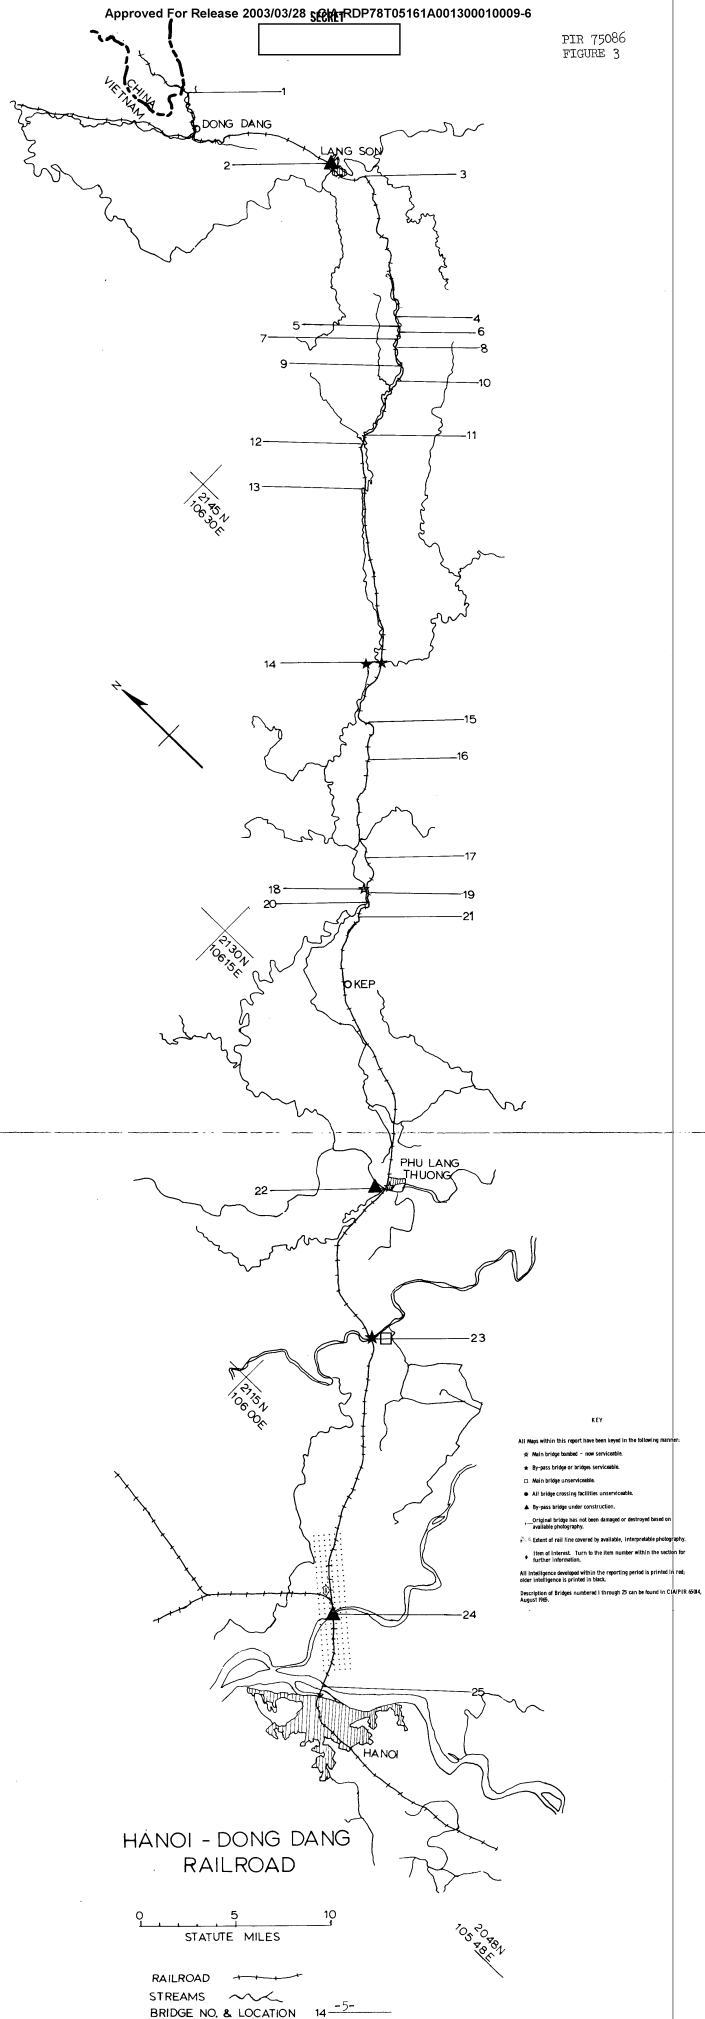 Approved For Release 2003/03/28 : CIA-RDP78T05161A001300010009-6
SECRET
PIR 75086
FIGURE 3
1
CHINA
VIETNAM
DONG DANG
LANG SON
2
3
4
5
6
7
8
9
10
11
12
13
2145 N
106 30 E
14
N
15
16
17
18
19
20
21
2130N
106 15 E
KEP
PHU LANG
THUONG
22
23
2115 N
106 00E
KEY
All Maps within this report have been keyed in the following manner:
Main bridge bombed - now serviceable.
By-pass bridge or bridges serviceable.
Main bridge unserviceable.
All bridge crossing facilities unserviceable.
By-pass bridge under construction.
Original bridge has not been damaged or destroyed based on
available photography.
Extent of rail line covered by available, interpretable photography.
Item of Interest. Turn to the item number within the section for
further information.
All Intelligence developed within the reporting period is printed in red;
older intelligence is printed in black.
Description of Bridges numbered 1 through 25 can be found in CIA/PIR
August 1965.
24
25
HANOI
HANOI - DONG DANG
RAILROAD
0 5 10
STATUTE MILES
2048N
105 48 E
RAILROAD
STREAMS
BRIDGE NO. & LOCATION 14
-5-